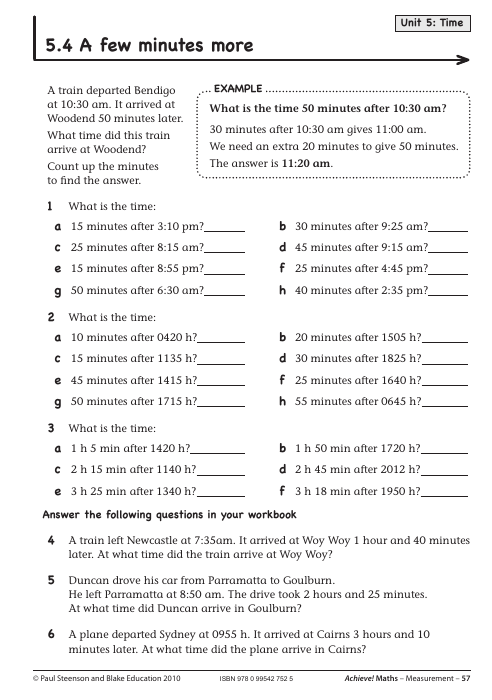 Unit 5: Time
5.4 A few minutes more
A train departed Bendigo
at 10:30 am. It arrived at
Woodend 50 minutes later.
What time did this train
arrive at Woodend?
Count up the minutes
to find the answer.
EXAMPLE
What is the time 50 minutes after 10:30 am?
30 minutes after 10:30 am gives 11:00 am.
We need an extra 20 minutes to give 50 minutes.
The answer is 11:20 am.
1 What is the time:
a 15 minutes after 3:10 pm?
b 30 minutes after 9:25 am?
c 25 minutes after 8:15 am?
d 45 minutes after 9:15 am?
e 15 minutes after 8:55 pm?
f 25 minutes after 4:45 pm?
g 50 minutes after 6:30 am?
h 40 minutes after 2:35 pm?
2 What is the time:
a 10 minutes after 0420 h?
b 20 minutes after 1505 h?
c 15 minutes after 1135 h?
d 30 minutes after 1825 h?
e 45 minutes after 1415 h?
f 25 minutes after 1640 h?
g 50 minutes after 1715 h?
h 55 minutes after 0645 h?
3 What is the time:
a 1 h 5 min after 1420 h?
b 1 h 50 min after 1720 h?
c 2 h 15 min after 1140 h?
d 2 h 45 min after 2012 h?
e 3 h 25 min after 1340 h?
f 3 h 18 min after 1950 h?
Answer the following questions in your workbook
4 A train left Newcastle at 7:35am. It arrived at Woy Woy 1 hour and 40 minutes
later. At what time did the train arrive at Woy Woy?
5 Duncan drove his car from Parramatta to Goulburn.
He left Parramatta at 8:50 am. The drive took 2 hours and 25 minutes.
At what time did Duncan arrive in Goulburn?
6 A plane departed Sydney at 0955 h. It arrived at Cairns 3 hours and 10
minutes later. At what time did the plane arrive in Cairns?
© Paul Steenson and Blake Education 2010
ISBN 978 0 99542 752 5
Achieve! Maths – Measurement – 57